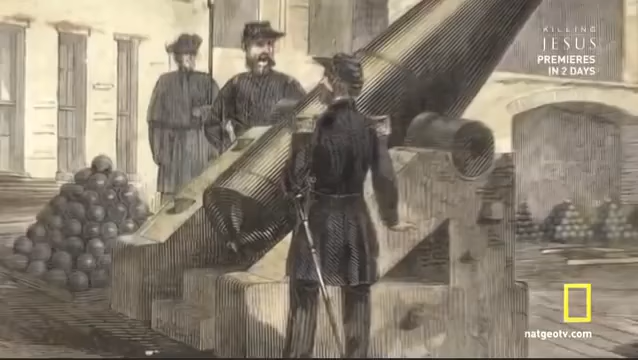 KILLING
JESUS
PREMIERES
IN 2 DAYS
natgeotv.com